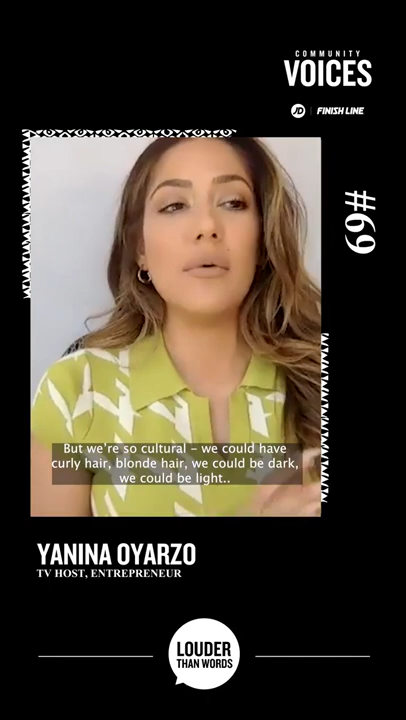 COMMUNITY
VOICES
JD | FINISH LINE
#69
But we're so cultural – we could have
curly hair, blonde hair, we could be dark,
we could be light..
YANINA OYARZO
TV HOST, ENTREPRENEUR
LOUDER
THAN WORDS